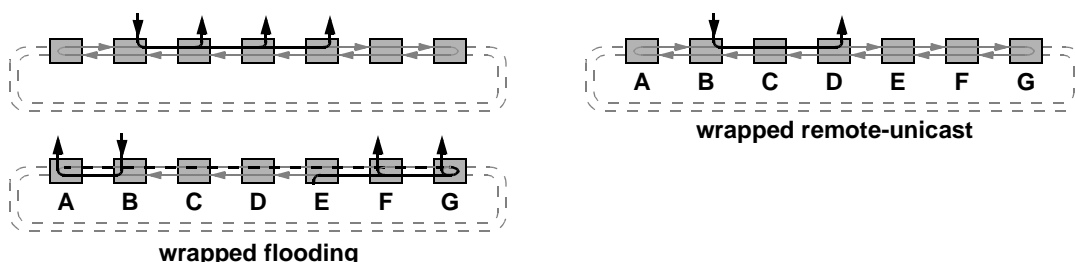 A B C D E F G
wrapped remote-unicast
A B C D E F G
wrapped flooding